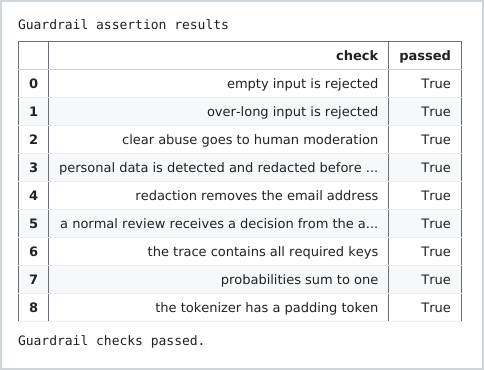 Guardrail assertion results
check passed
0 empty input is rejected True
1 over-long input is rejected True
2 clear abuse goes to human moderation True
3 personal data is detected and redacted before ... True
4 redaction removes the email address True
5 a normal review receives a decision from the a... True
6 the trace contains all required keys True
7 probabilities sum to one True
8 the tokenizer has a padding token True
Guardrail checks passed.